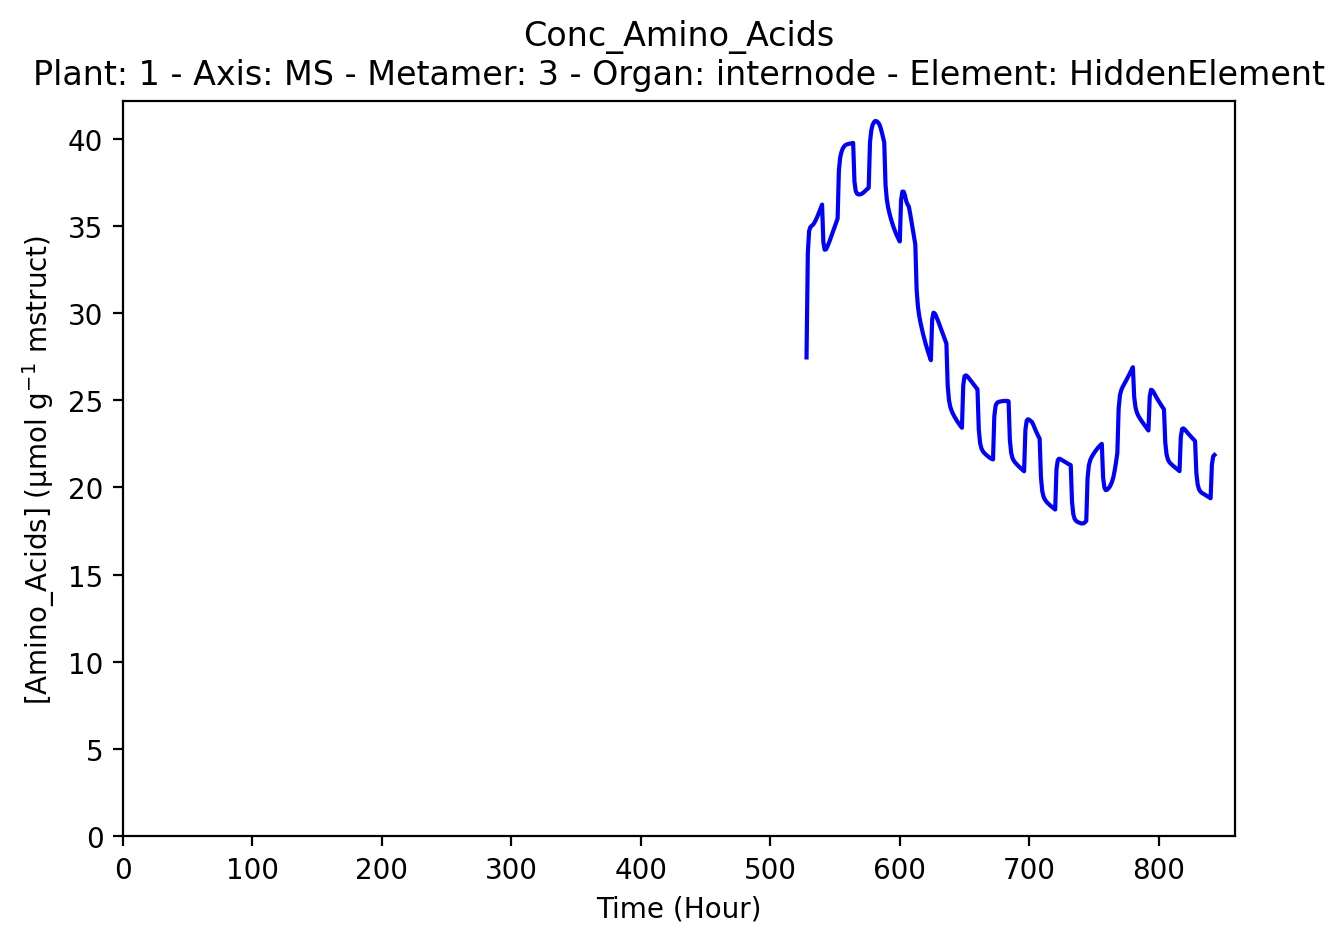 Conc_Amino_Acids
Plant: 1 - Axis: MS - Metamer: 3 - Organ: internode - Element: HiddenElement
[Amino_Acids] (µmol g⁻¹ mstruct)
40
35
30
25
20
15
10
5
0
0 100 200 300 400 500 600 700 800
Time (Hour)